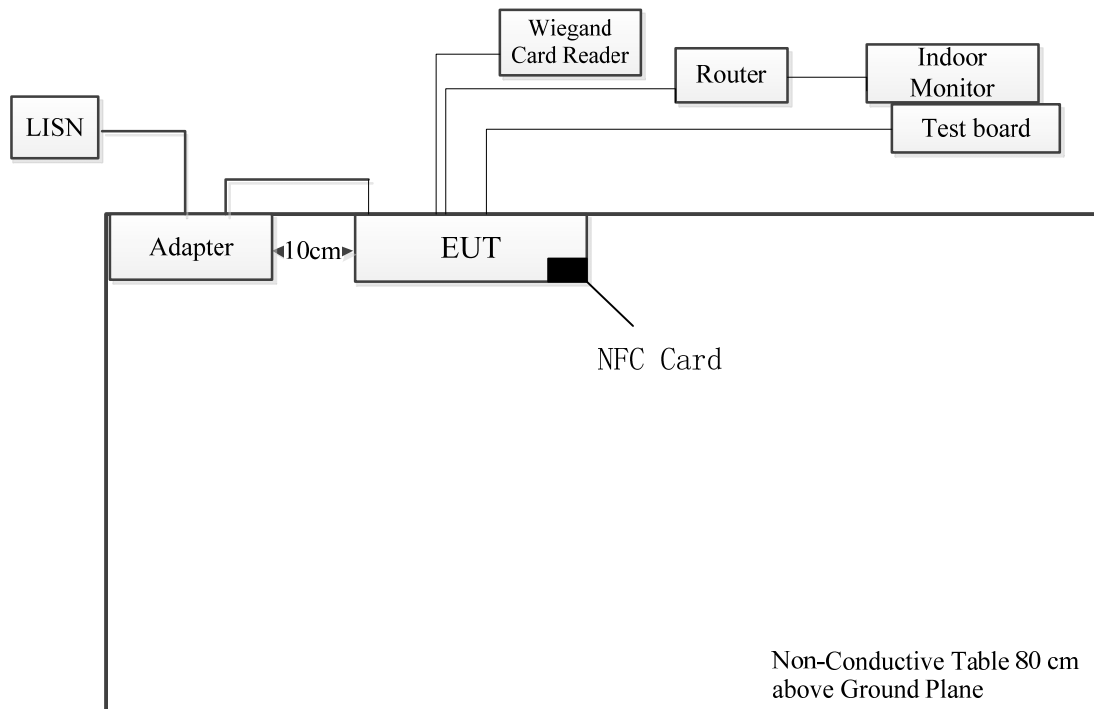 Wiegand
Card Reader
Router
Indoor
Monitor
LISN
Test board
Adapter
10cm
EUT
NFC Card
Non-Conductive Table 80 cm
above Ground Plane